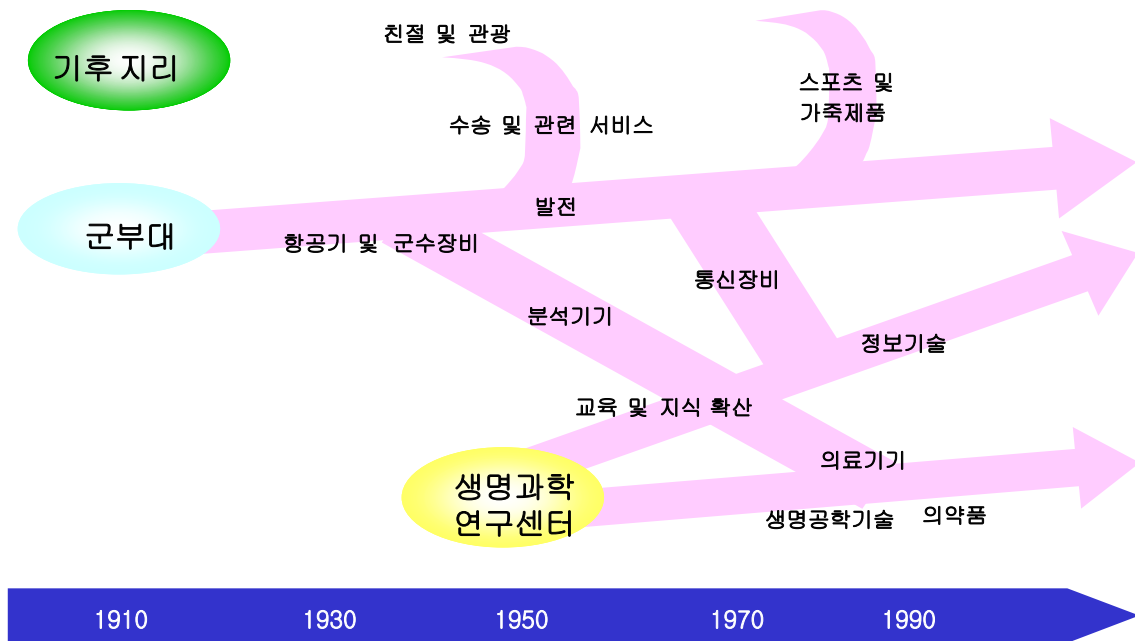 친절 및 관광
기후 지리
스포츠 및
가죽제품
수송 및 관련 서비스
발전
군부대
항공기 및 군수장비
통신장비
분석기기
정보기술
교육 및 지식 확산
의료기기
생명과학
연구센터
생명공학기술
의약품
1910
1930
1950
1970
1990